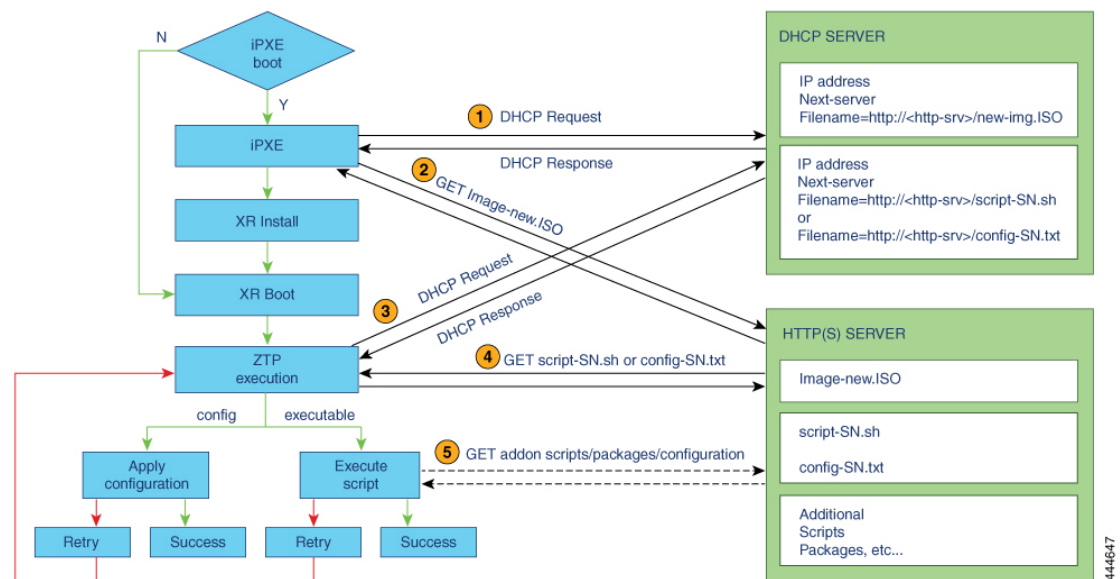 N
iPXE
boot
Y
iPXE
XR Install
XR Boot
ZTP
execution
config
executable
Apply
configuration
Execute
script
Retry
Success
Retry
Success
1 DHCP Request
DHCP Response
2
GET Image-new.ISO
3
DHCP Request
DHCP Response
4 GET script-SN.sh or config-SN.txt
5 GET addon scripts/packages/configuration
DHCP SERVER
IP address
Next-server
Filename=http://<http-srv>/new-img.ISO
IP address
Next-server
Filename=http://<http-srv>/script-SN.sh
or
Filename=http://<http-srv>/config-SN.txt
HTTP(S) SERVER
Image-new.ISO
script-SN.sh
config-SN.txt
Additional
Scripts
Packages, etc...
444647